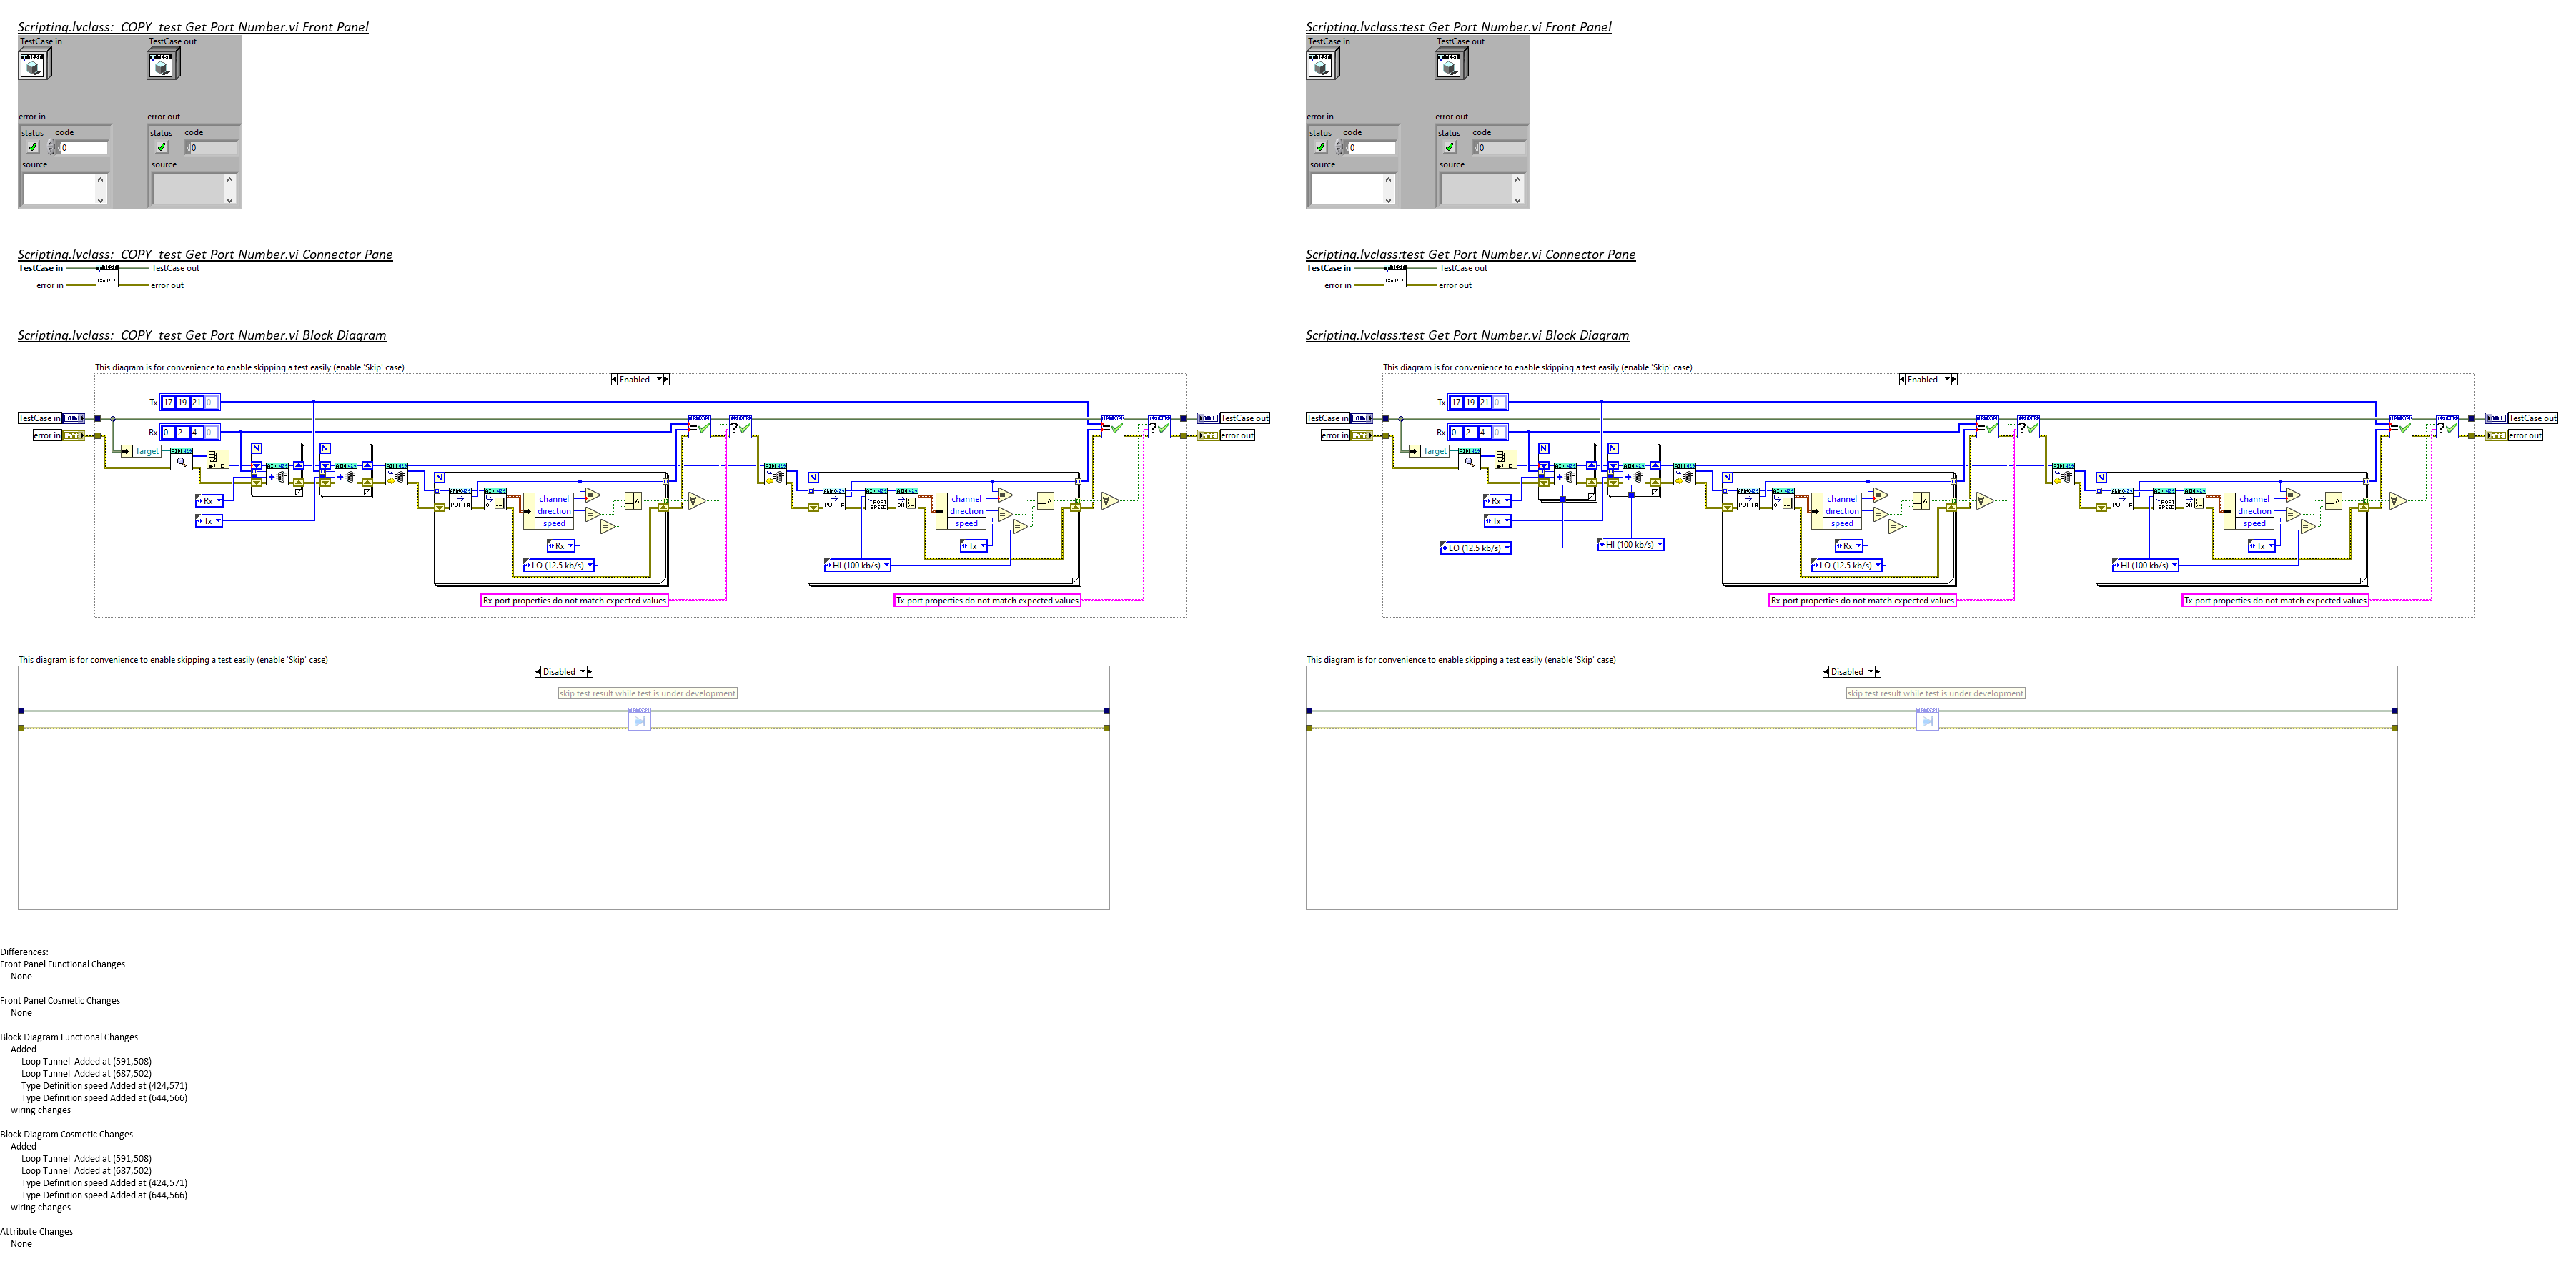 Scripting.lvclass:_COPY_test Get Port Number.vi Front Panel
TestCase in
TestCase out
TEST
TEST
error in
error out
status
code
status
code
0
0
source
source
Scripting.lvclass:_COPY_test Get Port Number.vi Connector Pane
TestCase in
TEST
TestCase out
error in
EXAMPLE
error out
Scripting.lvclass:_COPY_test Get Port Number.vi Block Diagram
This diagram is for convenience to enable skipping a test easily (enable 'Skip' case)
Enabled
Tx 17 19 21 0
TestCase in
TestCase out
Rx 0 2 4 0
error in
error out
Target
N
N
N
N
Rx
Tx
channel
direction
speed
Rx
LO (12.5 kb/s)
channel
direction
speed
Tx
HI (100 kb/s)
Rx port properties do not match expected values
Tx port properties do not match expected values
This diagram is for convenience to enable skipping a test easily (enable 'Skip' case)
Disabled
skip test result while test is under development
Scripting.lvclass:test Get Port Number.vi Front Panel
TestCase in
TestCase out
TEST
TEST
error in
error out
status
code
status
code
0
0
source
source
Scripting.lvclass:test Get Port Number.vi Connector Pane
TestCase in
TEST
TestCase out
error in
EXAMPLE
error out
Scripting.lvclass:test Get Port Number.vi Block Diagram
This diagram is for convenience to enable skipping a test easily (enable 'Skip' case)
Enabled
Tx 17 19 21 0
TestCase in
TestCase out
Rx 0 2 4 0
error in
error out
Target
N
N
N
N
Rx
Tx
LO (12.5 kb/s)
HI (100 kb/s)
channel
direction
speed
Rx
LO (12.5 kb/s)
channel
direction
speed
Tx
HI (100 kb/s)
Rx port properties do not match expected values
Tx port properties do not match expected values
This diagram is for convenience to enable skipping a test easily (enable 'Skip' case)
Disabled
skip test result while test is under development
Differences:
Front Panel Functional Changes
None
Front Panel Cosmetic Changes
None
Block Diagram Functional Changes
Added
Loop Tunnel  Added at (591,508)
Loop Tunnel  Added at (687,502)
Type Definition speed Added at (424,571)
Type Definition speed Added at (644,566)
wiring changes
Block Diagram Cosmetic Changes
Added
Loop Tunnel  Added at (591,508)
Loop Tunnel  Added at (687,502)
Type Definition speed Added at (424,571)
Type Definition speed Added at (644,566)
wiring changes
Attribute Changes
None